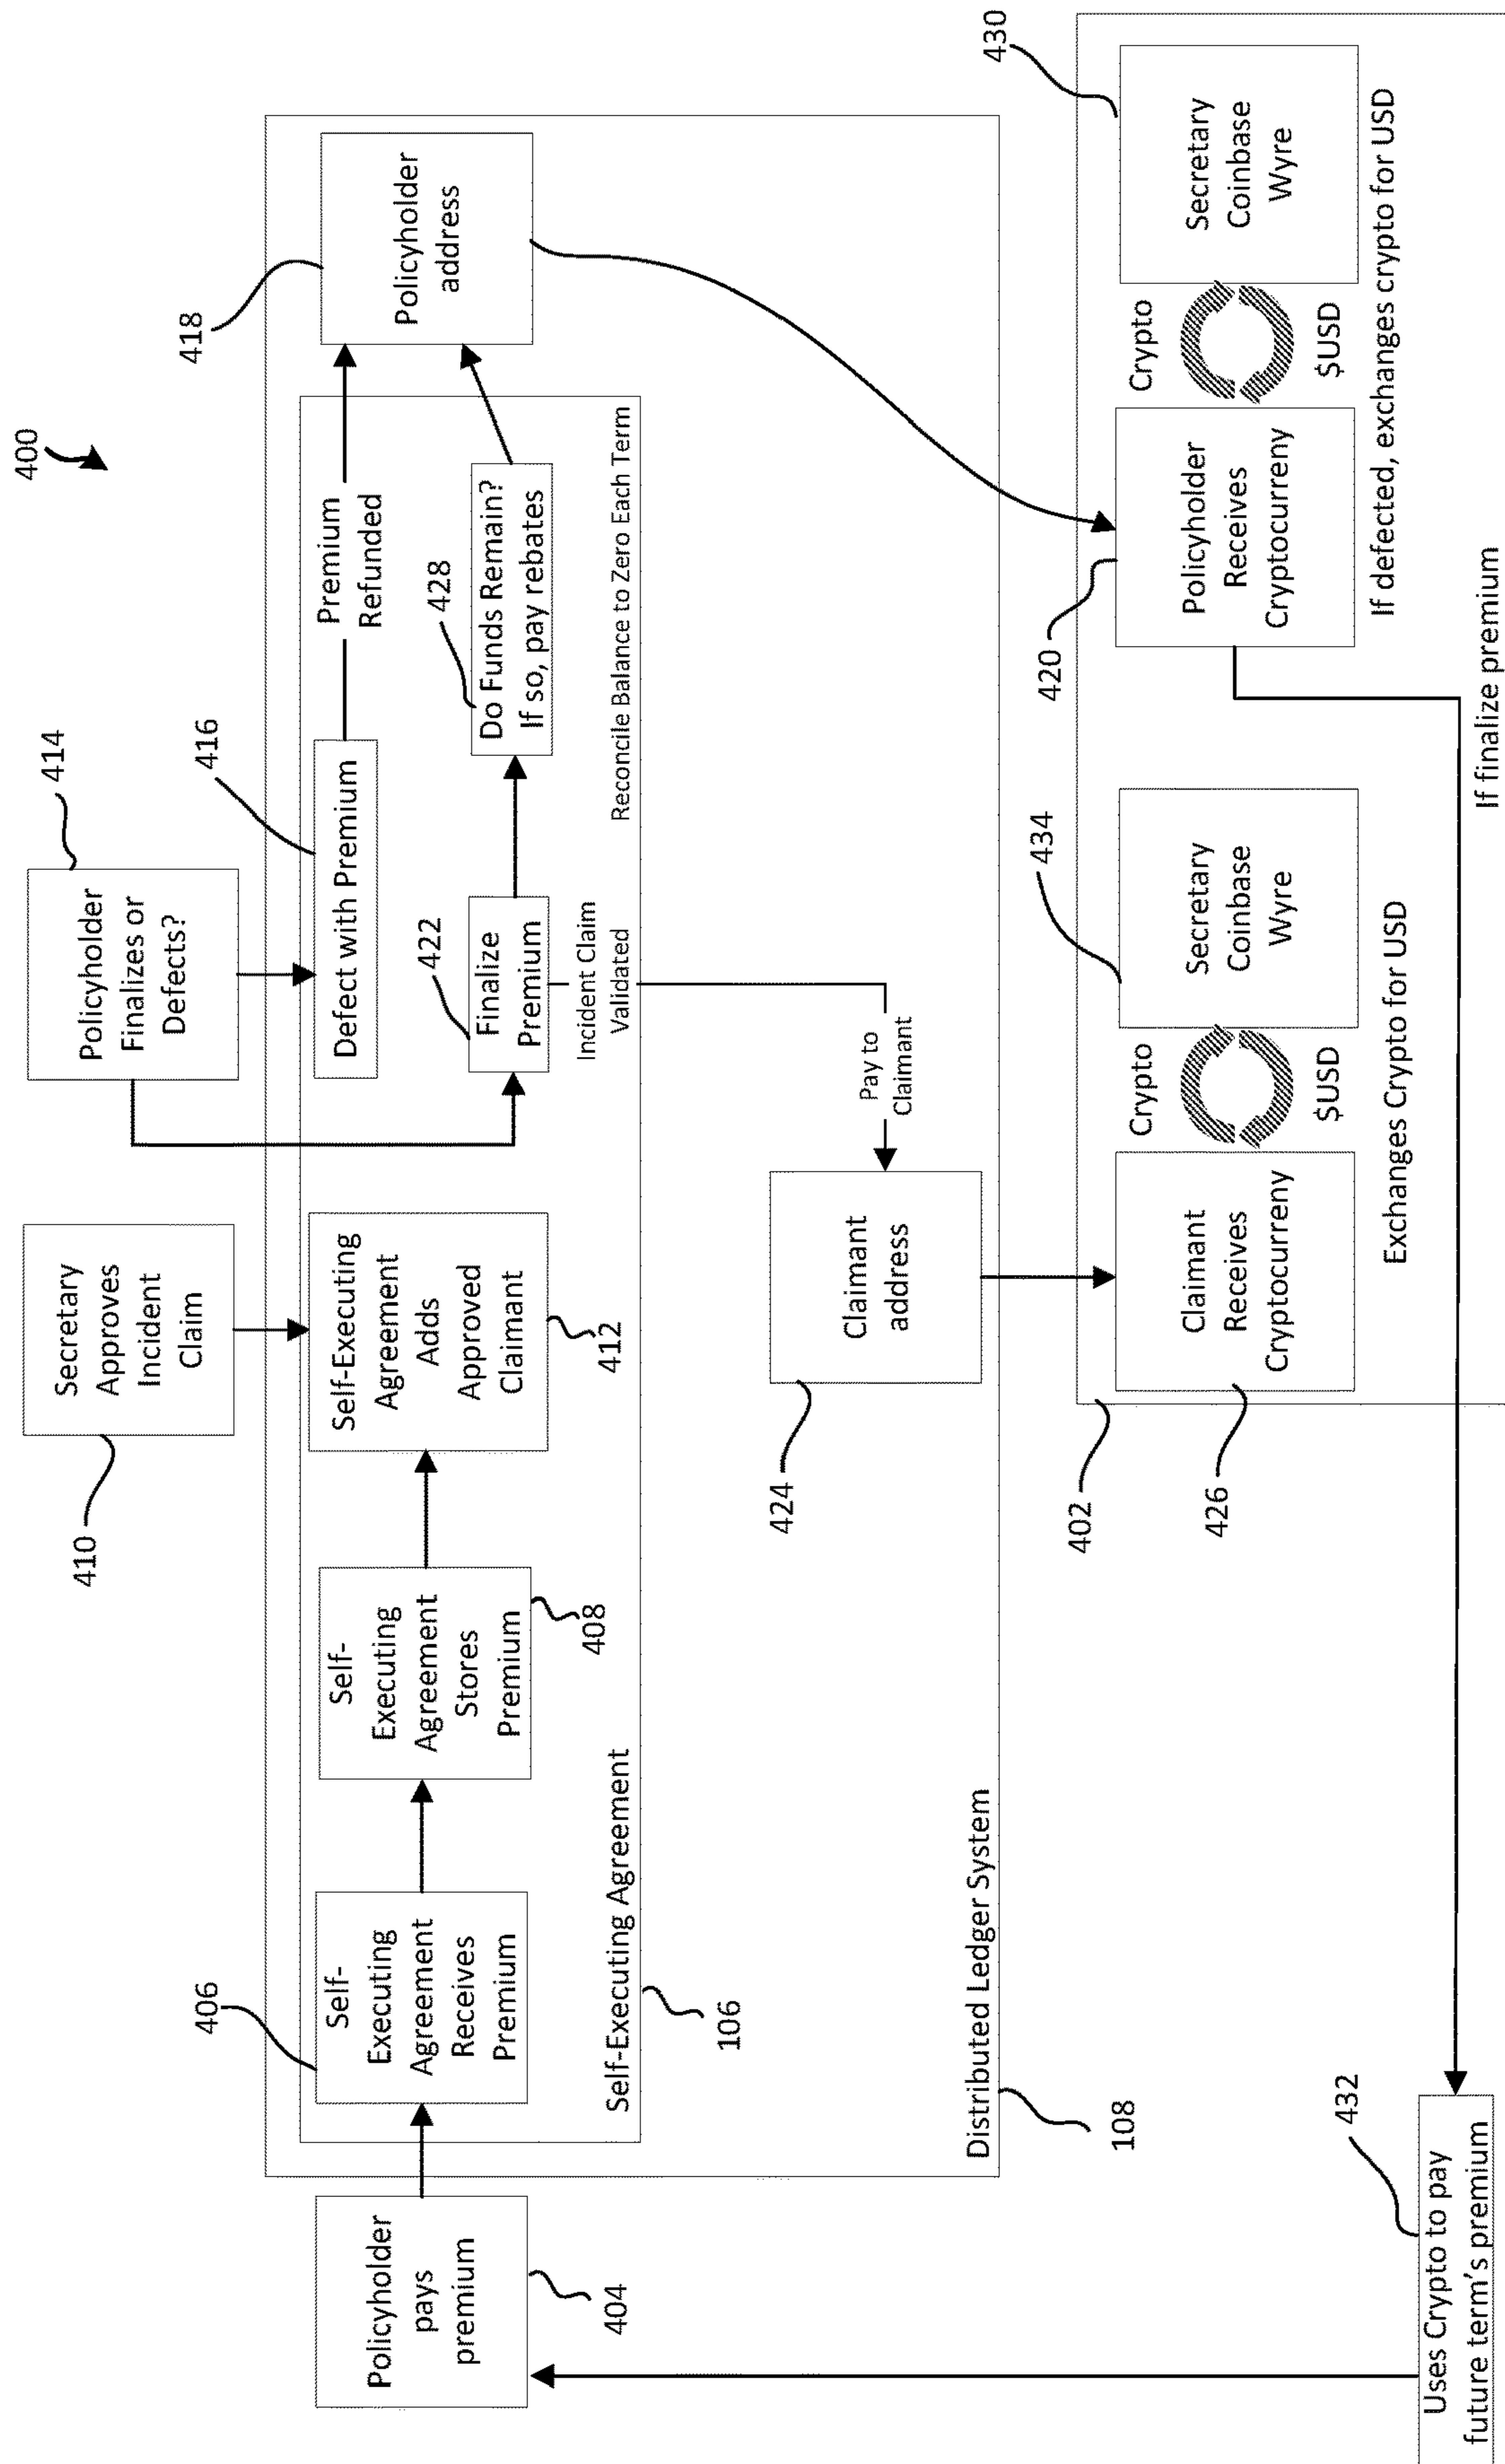 400
410
Secretary
Approves
Incident
Claim
414
Policyholder
Finalizes or
Defects?
404
Policyholder
pays
premium
406
Self-
Executing
Agreement
Receives
Premium
408
Self-
Executing
Agreement
Stores
Premium
412
Self-Executing
Agreement
Adds
Approved
Claimant
416
Defect with Premium
Premium
Refunded
418
Policyholder
address
422
Finalize
Premium
Incident Claim
Validated
428
Do Funds Remain?
If so, pay rebates
Reconcile Balance to Zero Each Term
Self-Executing Agreement
106
Pay to
Claimant
424
Claimant
address
Distributed Ledger System
108
402
426
Claimant
Receives
Cryptocurreny
Crypto
$USD
434
Secretary
Coinbase
Wyre
Exchanges Crypto for USD
420
Policyholder
Receives
Cryptocurreny
Crypto
$USD
430
Secretary
Coinbase
Wyre
If defected, exchanges crypto for USD
If finalize premium
432
Uses Crypto to pay
future term's premium